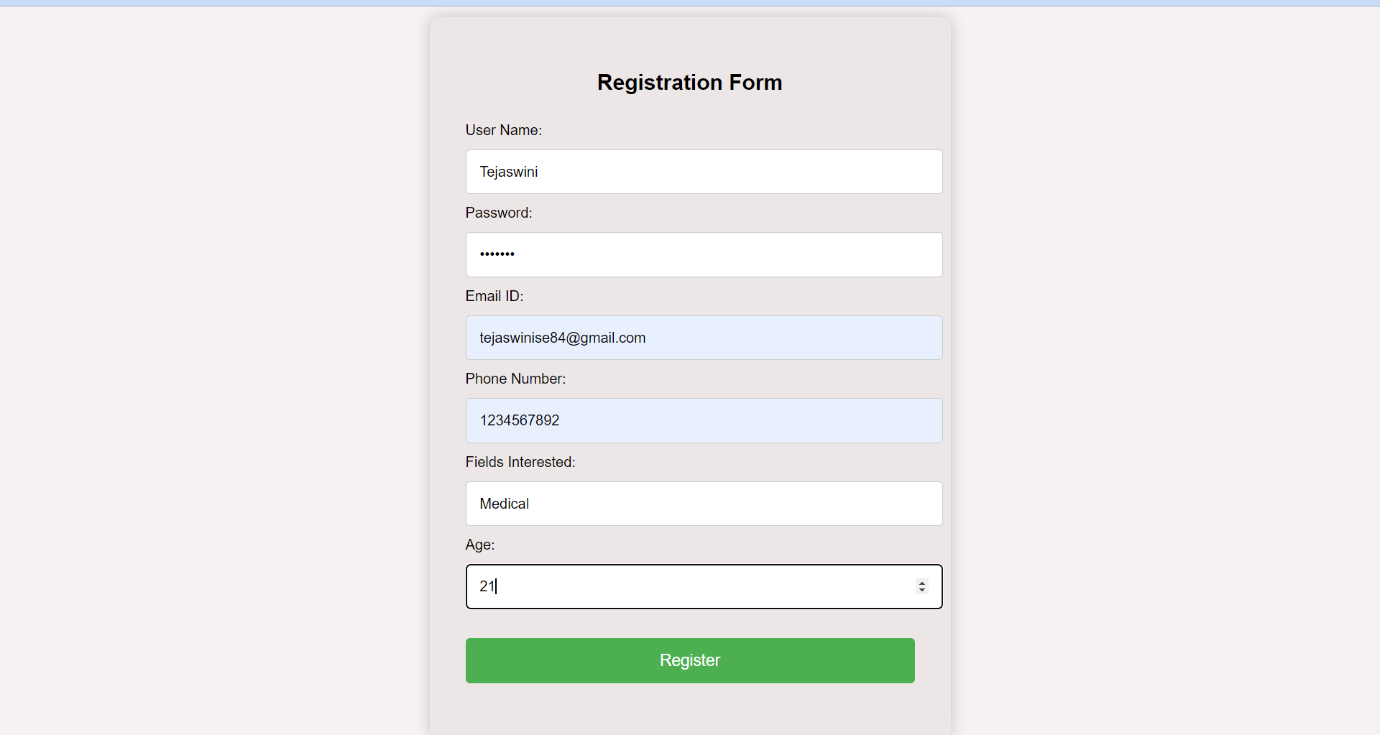 Registration Form
User Name:
Tejaswini
Password:
•••••••
Email ID:
tejaswinise84@gmail.com
Phone Number:
1234567892
Fields Interested:
Medical
Age:
21
Register